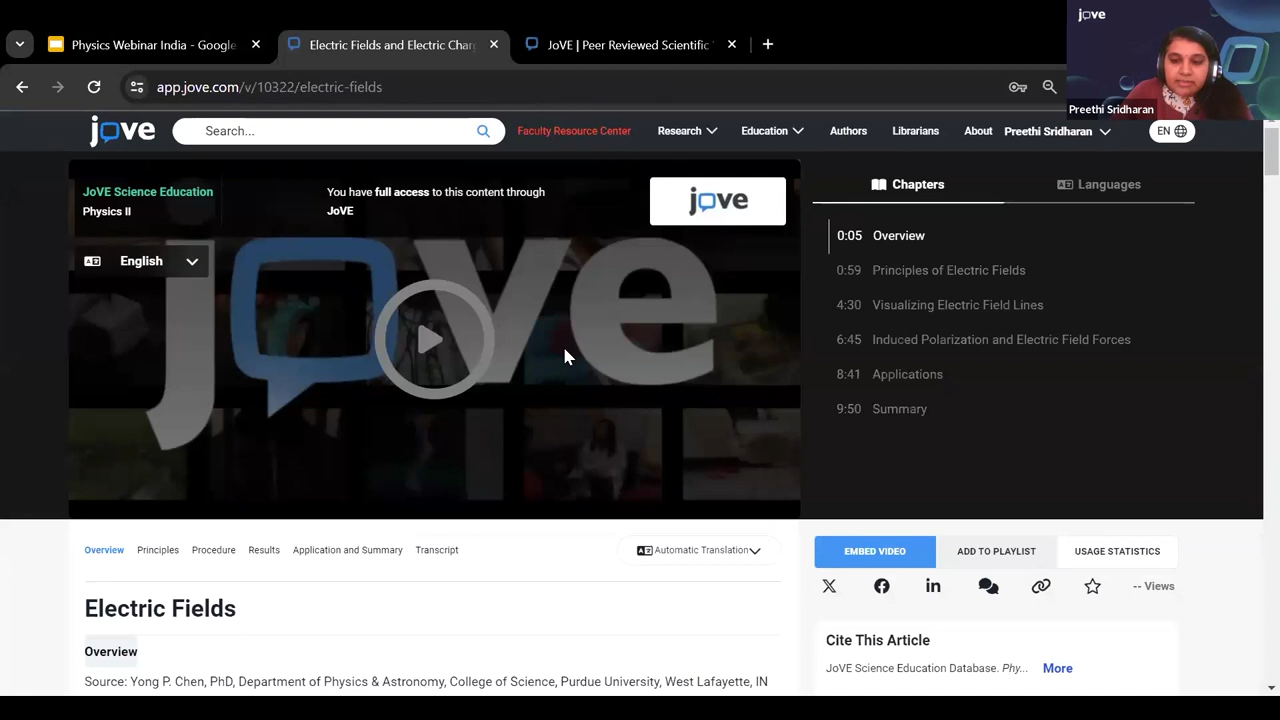 Physics Webinar India - Google
Electric Fields and Electric Char
JoVE | Peer Reviewed Scientific
app.jove.com/v/10322/electric-fields
jove
Preethi Sridharan
jove
Search...
Faculty Resource Center
Research
Education
Authors
Librarians
About
Preethi Sridharan
EN
JoVE Science Education
Physics II
You have full access to this content through
JoVE
jove
English
jove
Chapters
Languages
0:05 Overview
0:59 Principles of Electric Fields
4:30 Visualizing Electric Field Lines
6:45 Induced Polarization and Electric Field Forces
8:41 Applications
9:50 Summary
Overview
Principles
Procedure
Results
Application and Summary
Transcript
Automatic Translation
EMBED VIDEO
ADD TO PLAYLIST
USAGE STATISTICS
-- Views
Electric Fields
Overview
Source: Yong P. Chen, PhD, Department of Physics & Astronomy, College of Science, Purdue University, West Lafayette, IN
Cite This Article
JoVE Science Education Database. Phy... More